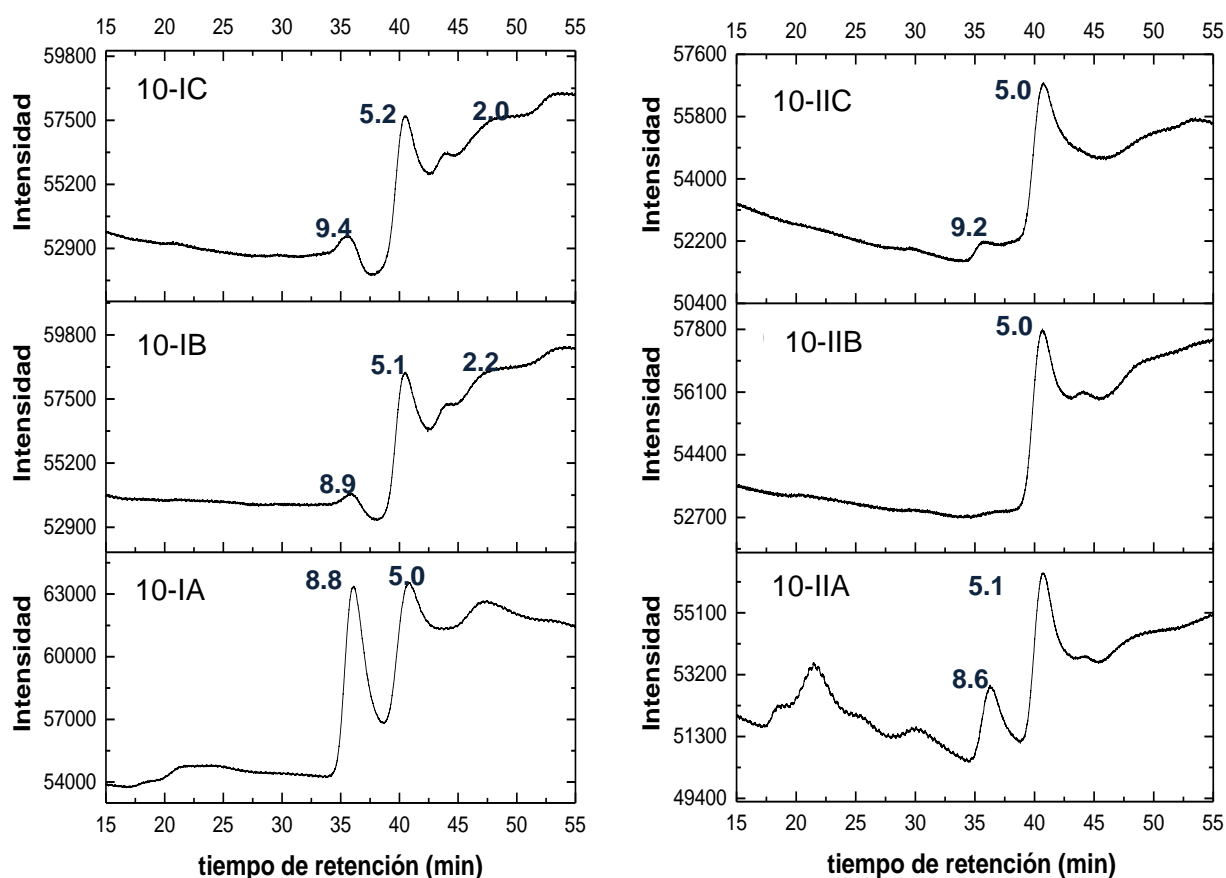 15 20 25 30 35 40 45 50 55
59800
57500
55200
52900
Intensidad
10-IC
9.4
5.2
2.0
59800
57500
55200
52900
Intensidad
10-IB
8.9
5.1
2.2
63000
60000
57000
54000
Intensidad
10-IA
8.8
5.0
15 20 25 30 35 40 45 50 55
tiempo de retención (min)
15 20 25 30 35 40 45 50 55
57600
55800
54000
52200
50400
Intensidad
10-IIC
9.2
5.0
57800
56100
54400
52700
Intensidad
10-IIB
5.0
55100
53200
51300
49400
Intensidad
10-IIA
8.6
5.1
15 20 25 30 35 40 45 50 55
tiempo de retención (min)